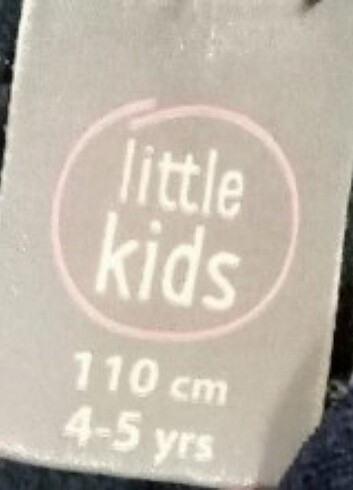 little
kids
110 cm
4-5 yrs